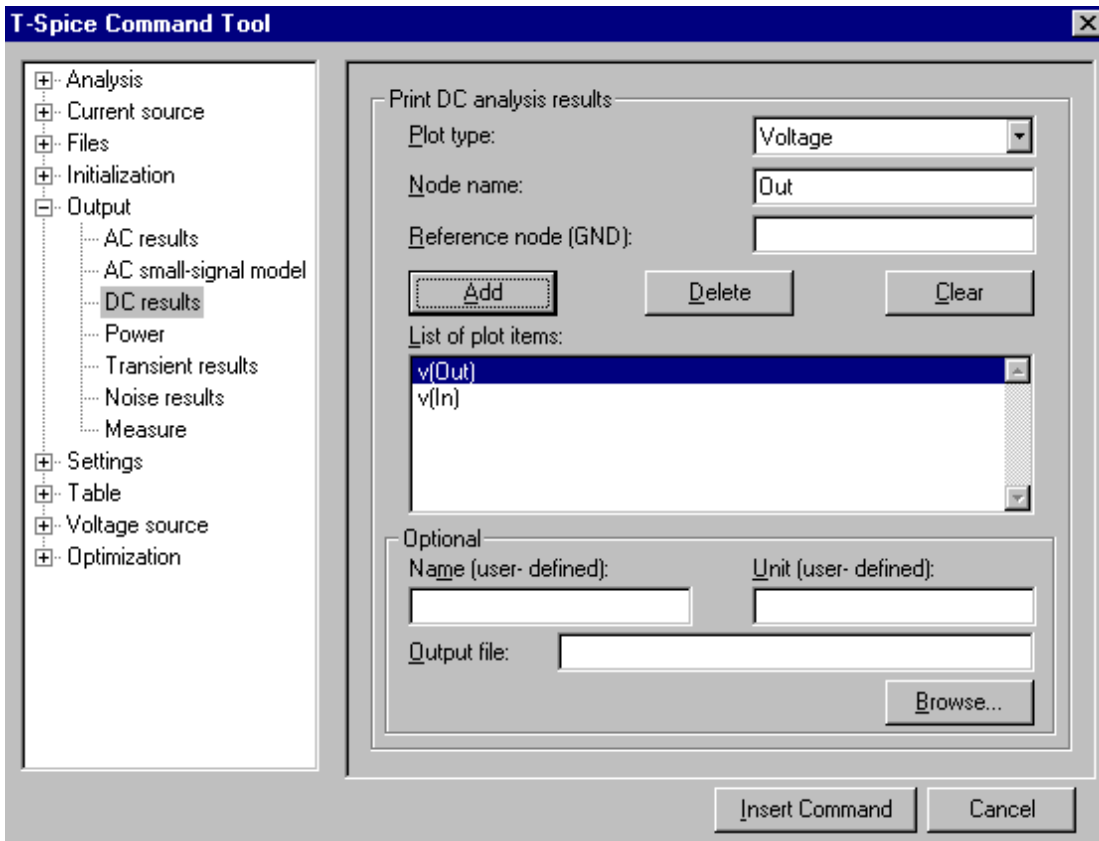 T-Spice Command Tool
Analysis
Current source
Files
Initialization
Output
AC results
AC small-signal model
DC results
Power
Transient results
Noise results
Measure
Settings
Table
Voltage source
Optimization
Print DC analysis results
Plot type:
Voltage
Node name:
Out
Reference node (GND):
Add Delete Clear
List of plot items:
v(Out)
v(In)
Optional
Name (user- defined): Unit (user- defined):
Output file:
Browse...
Insert Command Cancel